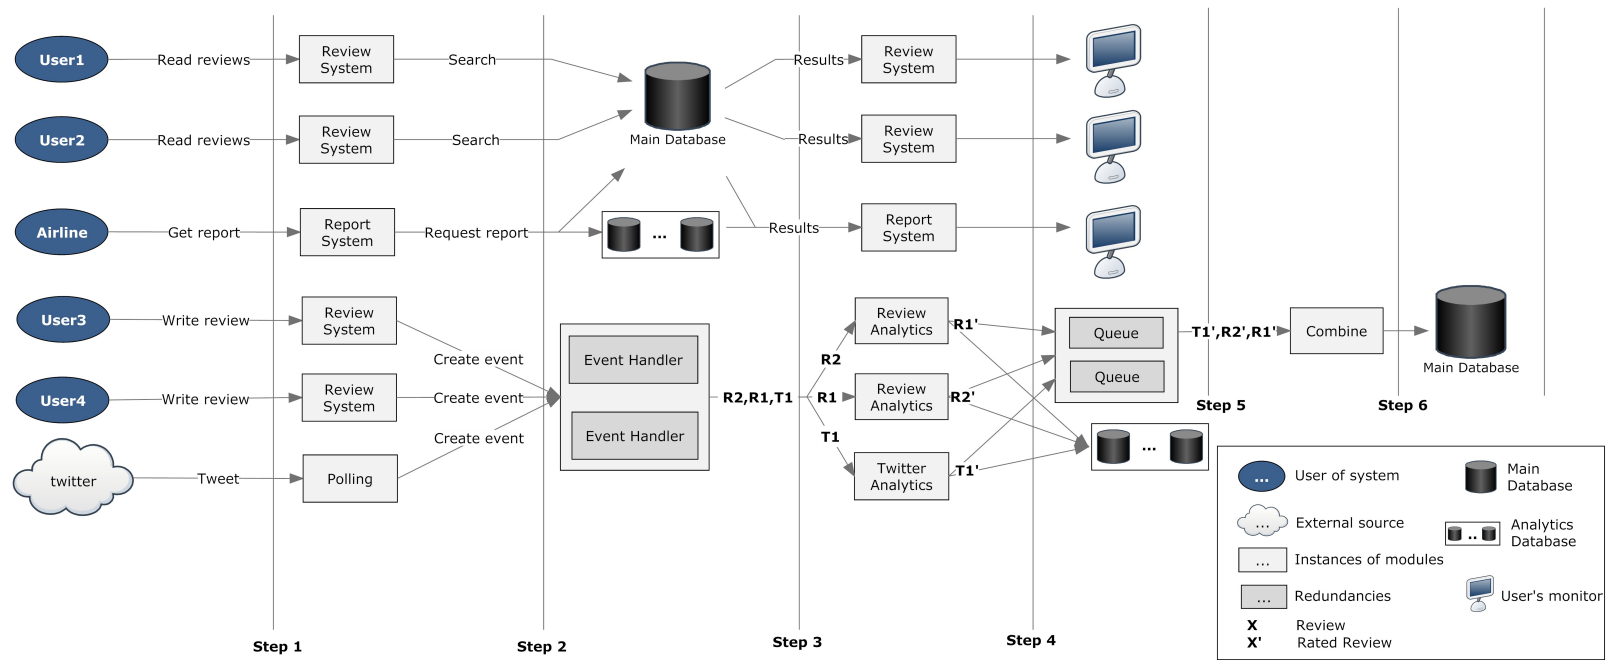 User1
Read reviews
Review
System
Search
Main Database
Results
Review
System
User2
Read reviews
Review
System
Search
Results
Review
System
Airline
Get report
Report
System
Request report
...
Results
Report
System
User3
Write review
Review
System
Create event
User4
Write review
Review
System
Create event
twitter
Tweet
Polling
Create event
Event Handler
Event Handler
R2,R1,T1
R2
R1
T1
Review
Analytics
Review
Analytics
Twitter
Analytics
R1'
R2'
T1'
Queue
Queue
...
T1',R2',R1'
Combine
Main Database
Step 1
Step 2
Step 3
Step 4
Step 5
Step 6
...
User of system
Main
Database
...
External source
..
Analytics
Database
...
Instances of modules
...
Redundancies
User's monitor
X
Review
X'
Rated Review